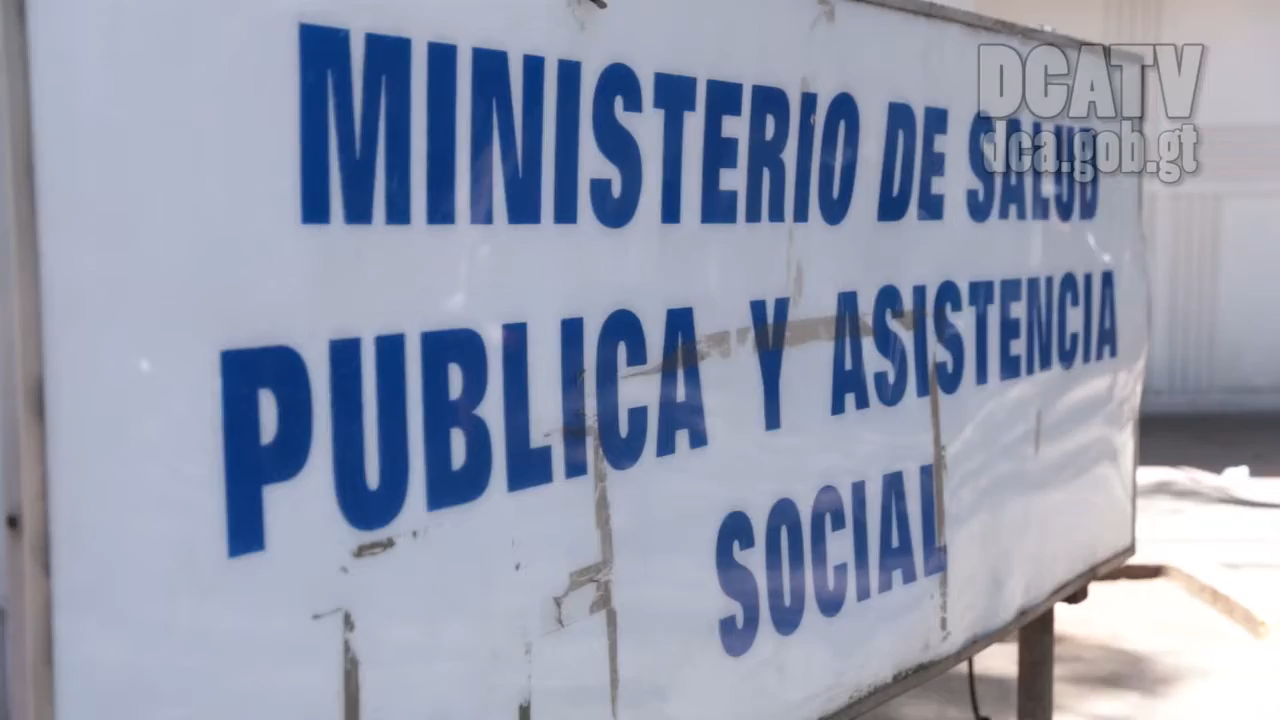 DCATV
dca.gob.gt
MINISTERIO DE SALUD
PUBLICA Y ASISTENCIA
SOCIAL